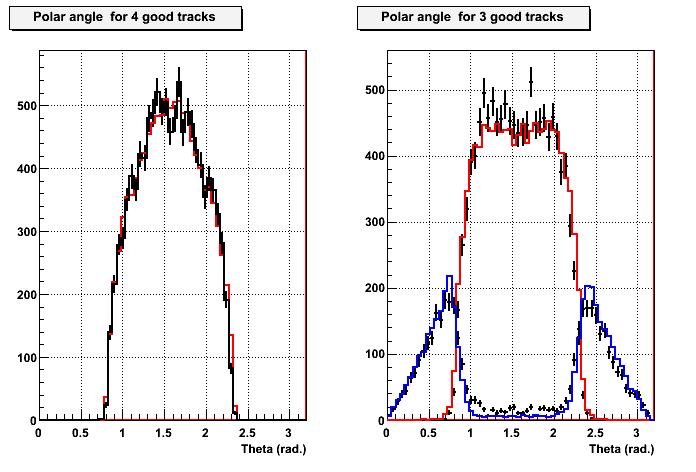 Polar angle  for 4 good tracks
Polar angle  for 3 good tracks
500
400
300
200
100
0
0 0.5 1 1.5 2 2.5 3
Theta (rad.)
500
400
300
200
100
0
0 0.5 1 1.5 2 2.5 3
Theta (rad.)